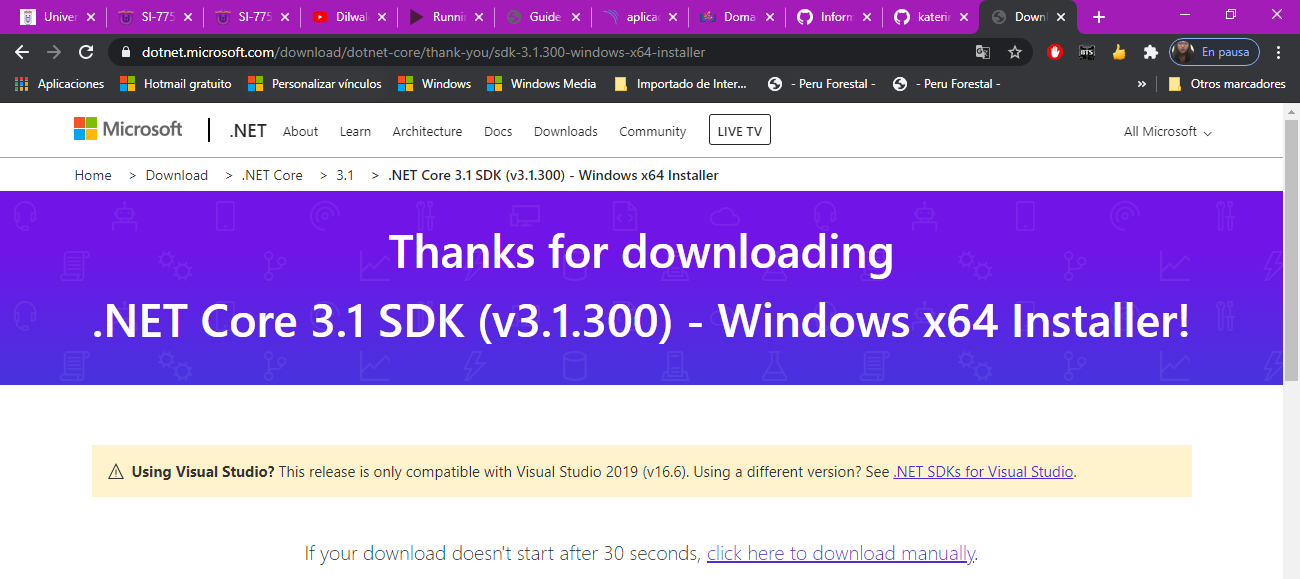 Univer SI-775 SI-775 Dilwal Runni Guide aplica Doma Inform katerin Downl
dotnet.microsoft.com/download/dotnet-core/thank-you/sdk-3.1.300-windows-x64-installer BTS En pausa
Aplicaciones Hotmail gratuito Personalizar vínculos Windows Windows Media Importado de Inter... - Peru Forestal - - Peru Forestal - » Otros marcadores
Microsoft .NET About Learn Architecture Docs Downloads Community LIVE TV All Microsoft
Home > Download > .NET Core > 3.1 > .NET Core 3.1 SDK (v3.1.300) - Windows x64 Installer
Thanks for downloading
.NET Core 3.1 SDK (v3.1.300) - Windows x64 Installer!
Using Visual Studio? This release is only compatible with Visual Studio 2019 (v16.6). Using a different version? See .NET SDKs for Visual Studio.
If your download doesn't start after 30 seconds, click here to download manually.